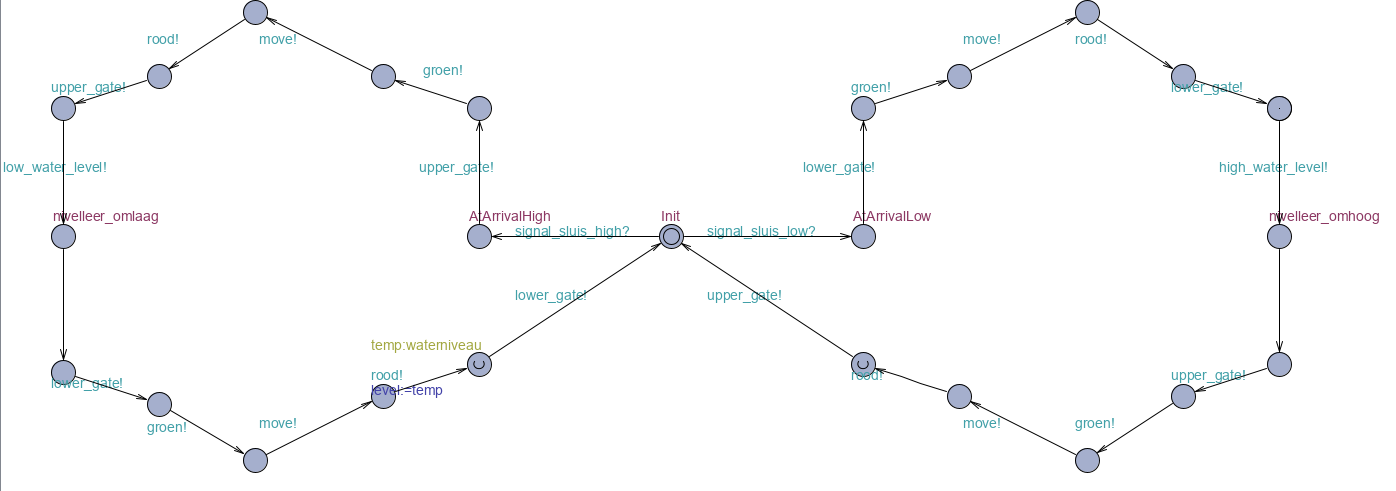 rood!
move!
move!
rood!
groen!
upper_gate!
groen!
lower_gate!
low_water_level!
upper_gate!
lower_gate!
high_water_level!
nivelleer_omlaag
AtArrivalHigh
Init
AtArrivalLow
nivelleer_omhoog
signal_sluis_high?
signal_sluis_low?
lower_gate!
upper_gate!
temp:waterniveau
rood!
rood!
upper_gate!
lower_gate!
level:=temp
groen!
move!
move!
groen!